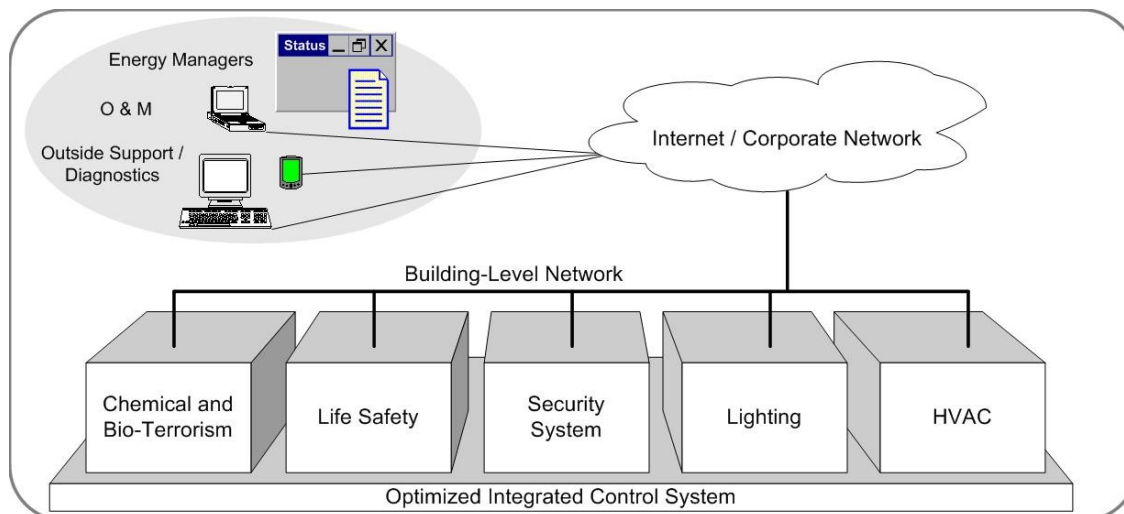 Status
Energy Managers
O & M
Outside Support /
Diagnostics
Internet / Corporate Network
Building-Level Network
Chemical and
Bio-Terrorism
Life Safety
Security
System
Lighting
HVAC
Optimized Integrated Control System